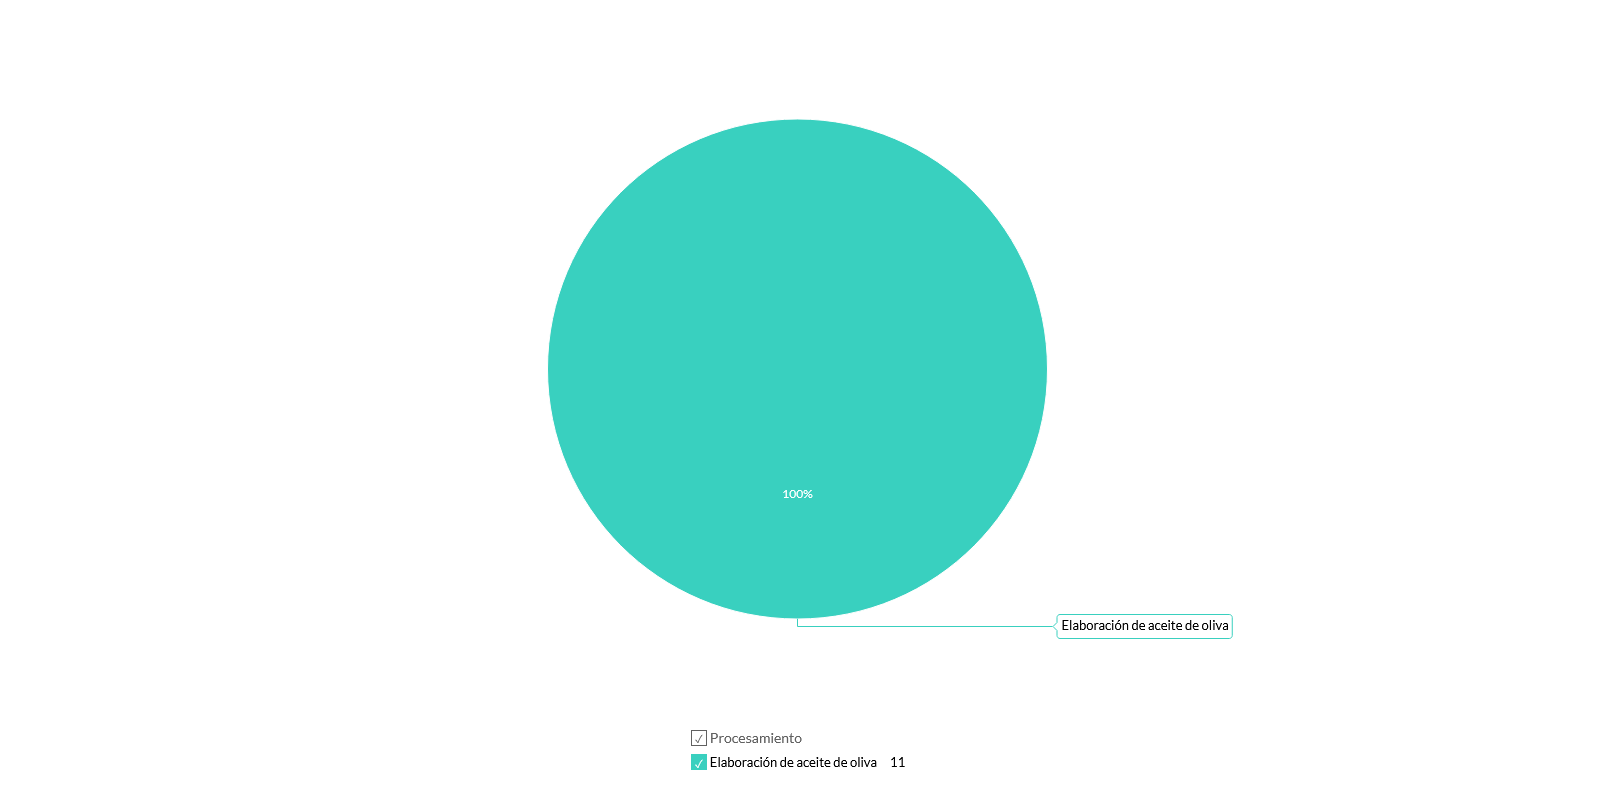 100%
Elaboración de aceite de oliva
Procesamiento
Elaboración de aceite de oliva 11